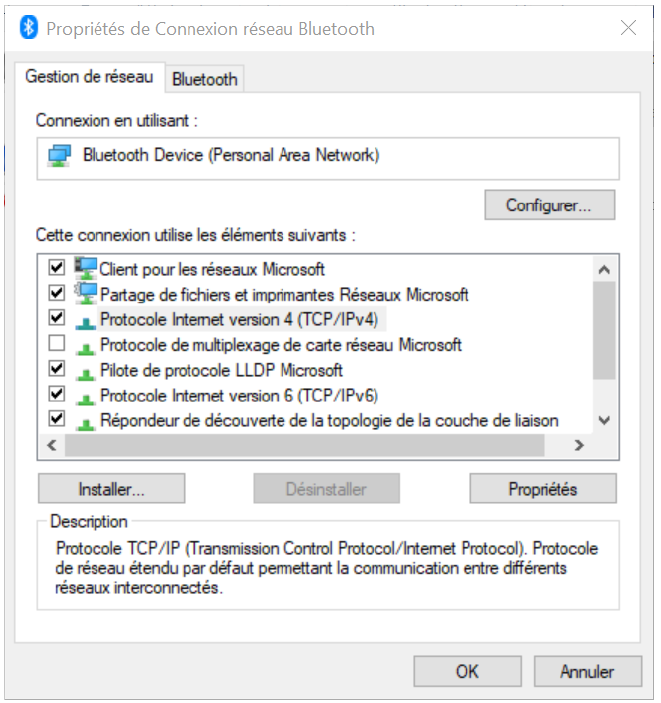 Propriétés de Connexion réseau Bluetooth
Gestion de réseau
Bluetooth
Connexion en utilisant :
Bluetooth Device (Personal Area Network)
Configurer...
Cette connexion utilise les éléments suivants :
Client pour les réseaux Microsoft
Partage de fichiers et imprimantes Réseaux Microsoft
Protocole Internet version 4 (TCP/IPv4)
Protocole de multiplexage de carte réseau Microsoft
Pilote de protocole LLDP Microsoft
Protocole Internet version 6 (TCP/IPv6)
Répondeur de découverte de la topologie de la couche de liaison
Installer...
Désinstaller
Propriétés
Description
Protocole TCP/IP (Transmission Control Protocol/Internet Protocol). Protocole
de réseau étendu par défaut permettant la communication entre différents
réseaux interconnectés.
OK
Annuler